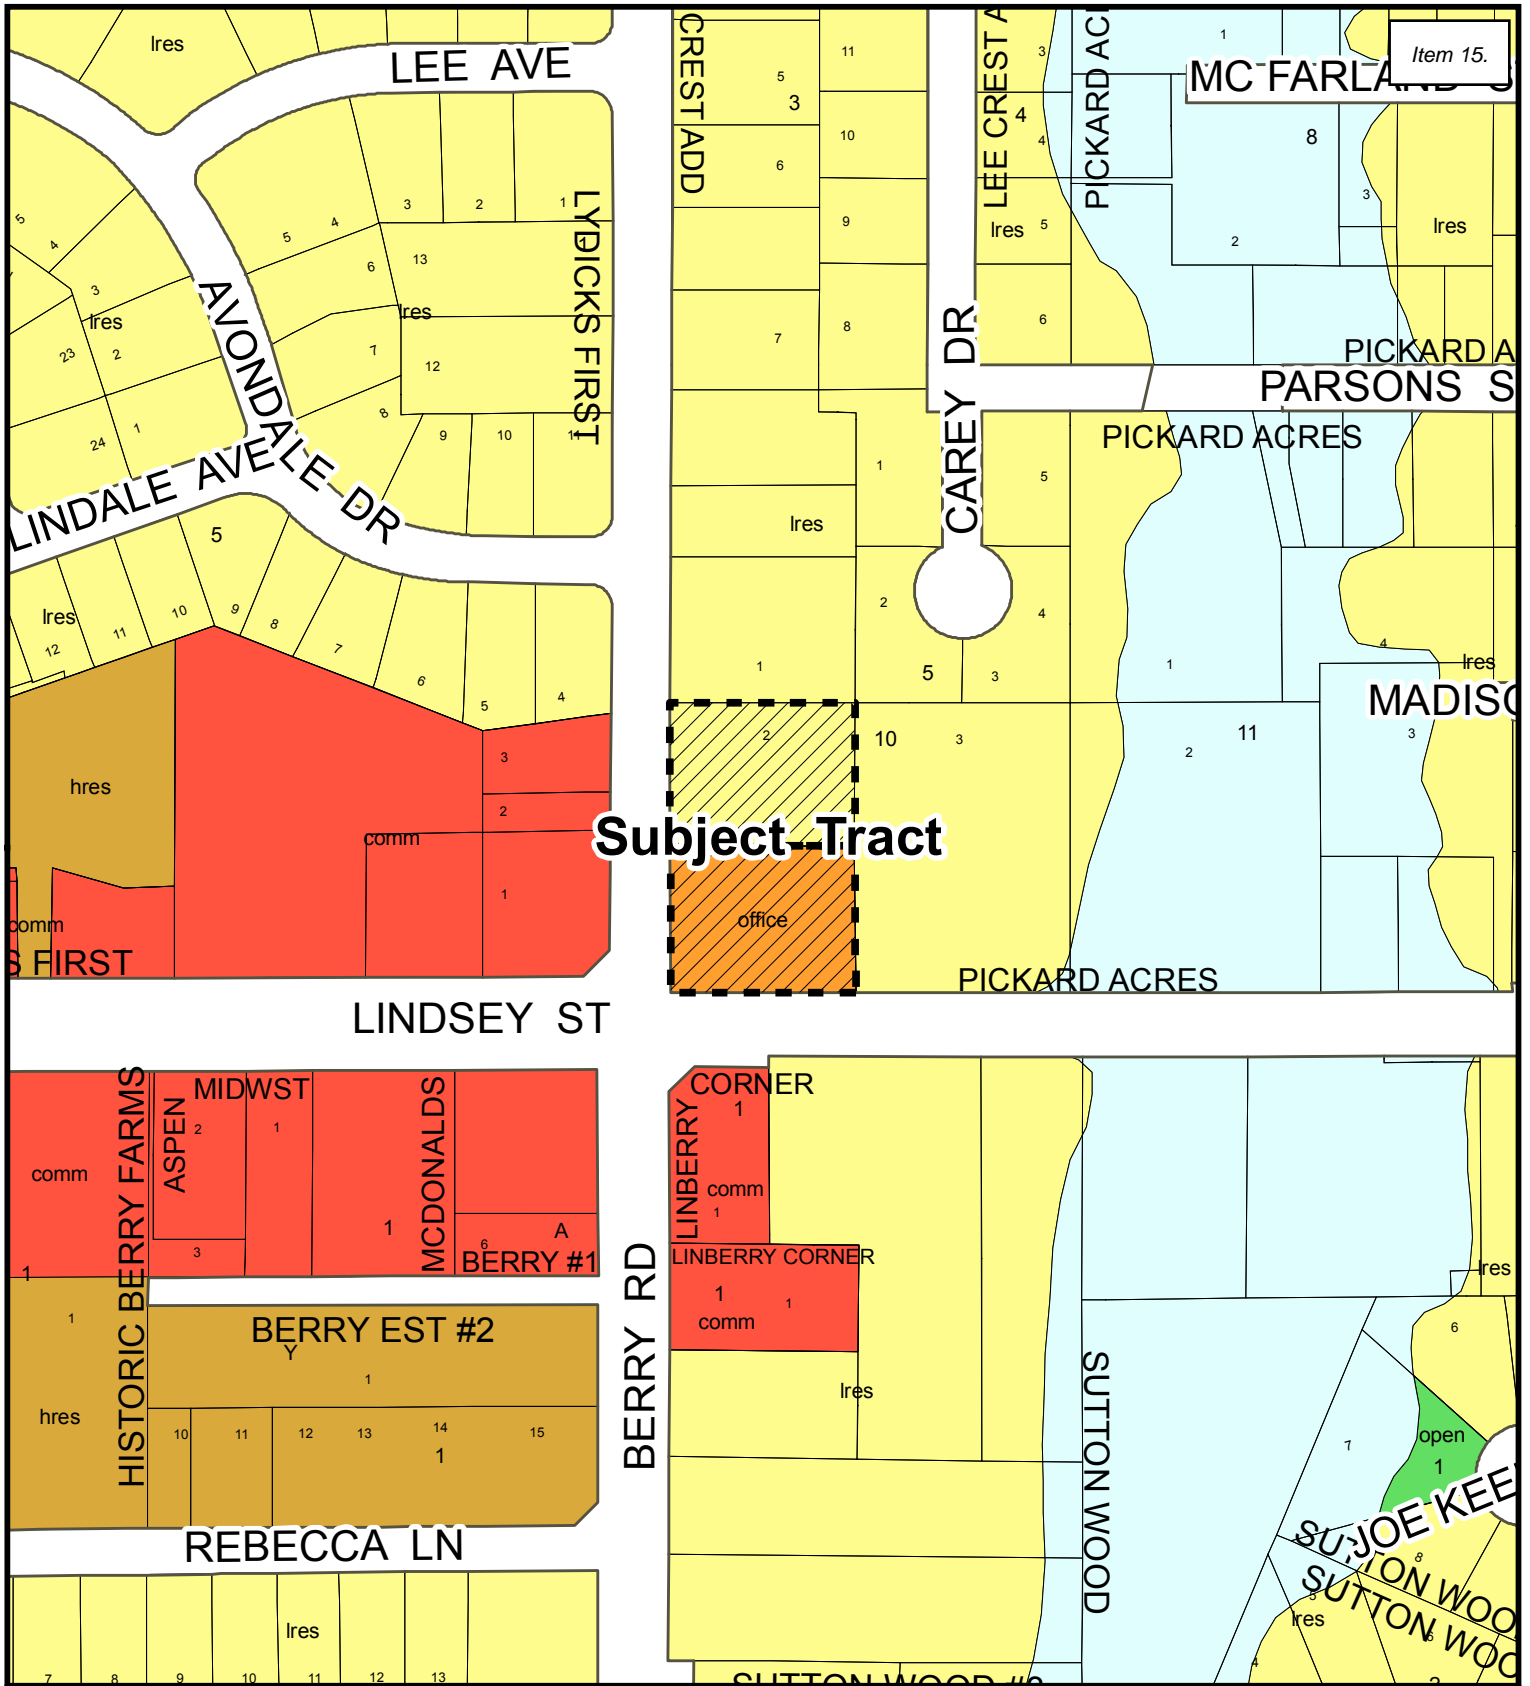 Item 15.
lres
LEE AVE
CREST ADD
LEE CREST A
PICKARD AC
MC FARLAND S
11
5
3
10
6
9
7
8
3
4
4
lres
5
6
1
8
3
2
lres
PICKARD A
PARSONS S
PICKARD ACRES
CAREY DR
LYDICKS FIRST
3
2
1
4
5
6
13
lres
7
12
8
9
10
11
5
4
3
lres
2
23
24
1
AVONDALE DR
LINDALE AVE
5
lres
12
11
10
9
8
7
6
5
4
lres
1
1
2
5
3
4
5
1
4
lres
MADISO
hres
comm
3
2
1
comm
S FIRST
2
10
3
11
2
3
Subject Tract
office
PICKARD ACRES
LINDSEY ST
HISTORIC BERRY FARMS
ASPEN
MIDWST
2
1
3
comm
1
MCDONALDS
1
6
A
BERRY #1
CORNER
1
LINBERRY
comm
1
LINBERRY CORNER
1
1
comm
lres
BERRY RD
BERRY EST #2
Y
1
1
hres
10
11
12
13
14
15
1
REBECCA LN
lres
7
8
9
10
11
12
13
SUTTON WOOD
lres
6
7
open
1
JOE KEE
SUTTON WOO
SUTTON WOO
8
5
lres
6
4
SUTTON WOOD #2